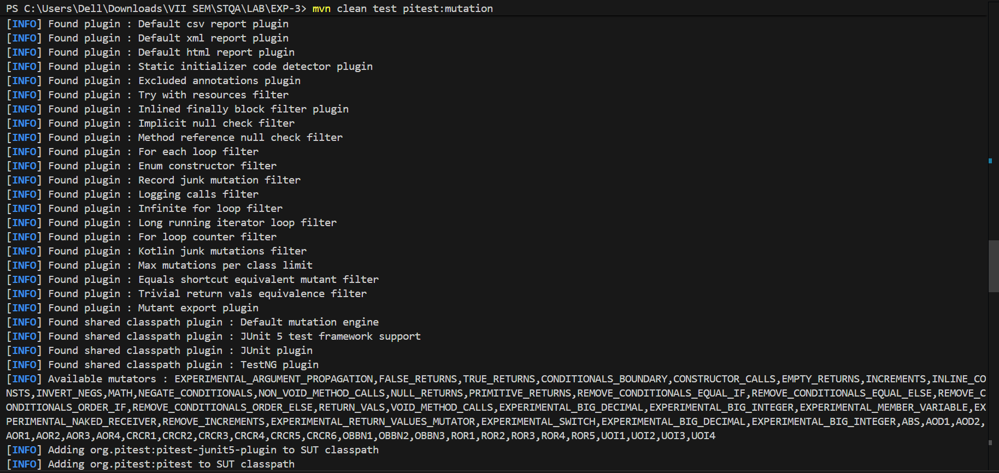 PS C:\Users\Dell\Downloads\VII SEM\STQA\LAB\EXP-3> mvn clean test pitest:mutation
[INFO] Found plugin : Default csv report plugin
[INFO] Found plugin : Default xml report plugin
[INFO] Found plugin : Default html report plugin
[INFO] Found plugin : Static initializer code detector plugin
[INFO] Found plugin : Excluded annotations plugin
[INFO] Found plugin : Try with resources filter
[INFO] Found plugin : Inlined finally block filter plugin
[INFO] Found plugin : Implicit null check filter
[INFO] Found plugin : Method reference null check filter
[INFO] Found plugin : For each loop filter
[INFO] Found plugin : Enum constructor filter
[INFO] Found plugin : Record junk mutation filter
[INFO] Found plugin : Logging calls filter
[INFO] Found plugin : Infinite for loop filter
[INFO] Found plugin : Long running iterator loop filter
[INFO] Found plugin : For loop counter filter
[INFO] Found plugin : Kotlin junk mutations filter
[INFO] Found plugin : Max mutations per class limit
[INFO] Found plugin : Equals shortcut equivalent mutant filter
[INFO] Found plugin : Trivial return vals equivalence filter
[INFO] Found plugin : Mutant export plugin
[INFO] Found shared classpath plugin : Default mutation engine
[INFO] Found shared classpath plugin : JUnit 5 test framework support
[INFO] Found shared classpath plugin : JUnit plugin
[INFO] Found shared classpath plugin : TestNG plugin
[INFO] Available mutators : EXPERIMENTAL_ARGUMENT_PROPAGATION,FALSE_RETURNS,TRUE_RETURNS,CONDITIONALS_BOUNDARY,CONSTRUCTOR_CALLS,EMPTY_RETURNS,INCREMENTS,INLINE_CO
NSTS,INVERT_NEGS,MATH,NEGATE_CONDITIONALS,NON_VOID_METHOD_CALLS,NULL_RETURNS,PRIMITIVE_RETURNS,REMOVE_CONDITIONALS_EQUAL_IF,REMOVE_CONDITIONALS_EQUAL_ELSE,REMOVE_C
ONDITIONALS_ORDER_IF,REMOVE_CONDITIONALS_ORDER_ELSE,RETURN_VALS,VOID_METHOD_CALLS,EXPERIMENTAL_BIG_DECIMAL,EXPERIMENTAL_BIG_INTEGER,EXPERIMENTAL_MEMBER_VARIABLE,EX
PERIMENTAL_NAKED_RECEIVER,REMOVE_INCREMENTS,EXPERIMENTAL_RETURN_VALUES_MUTATOR,EXPERIMENTAL_SWITCH,EXPERIMENTAL_BIG_DECIMAL,EXPERIMENTAL_BIG_INTEGER,ABS,AOD1,AOD2,
AOR1,AOR2,AOR3,AOR4,CRCR1,CRCR2,CRCR3,CRCR4,CRCR5,CRCR6,OBBN1,OBBN2,OBBN3,ROR1,ROR2,ROR3,ROR4,ROR5,UOI1,UOI2,UOI3,UOI4
[INFO] Adding org.pitest:pitest-junit5-plugin to SUT classpath
[INFO] Adding org.pitest:pitest to SUT classpath